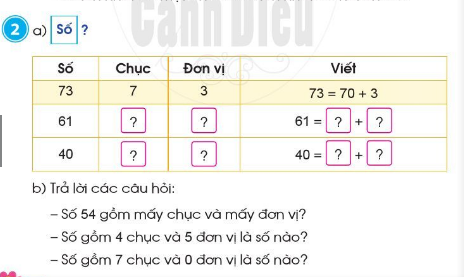 Cánh Diều
2 a) Số ?
Số Chục Đơn vị Viết
73 7 3 73 = 70 + 3
61 ? ? 61 = ? + ?
40 ? ? 40 = ? + ?
b) Trả lời các câu hỏi:
– Số 54 gồm mấy chục và mấy đơn vị?
– Số gồm 4 chục và 5 đơn vị là số nào?
– Số gồm 7 chục và 0 đơn vị là số nào?